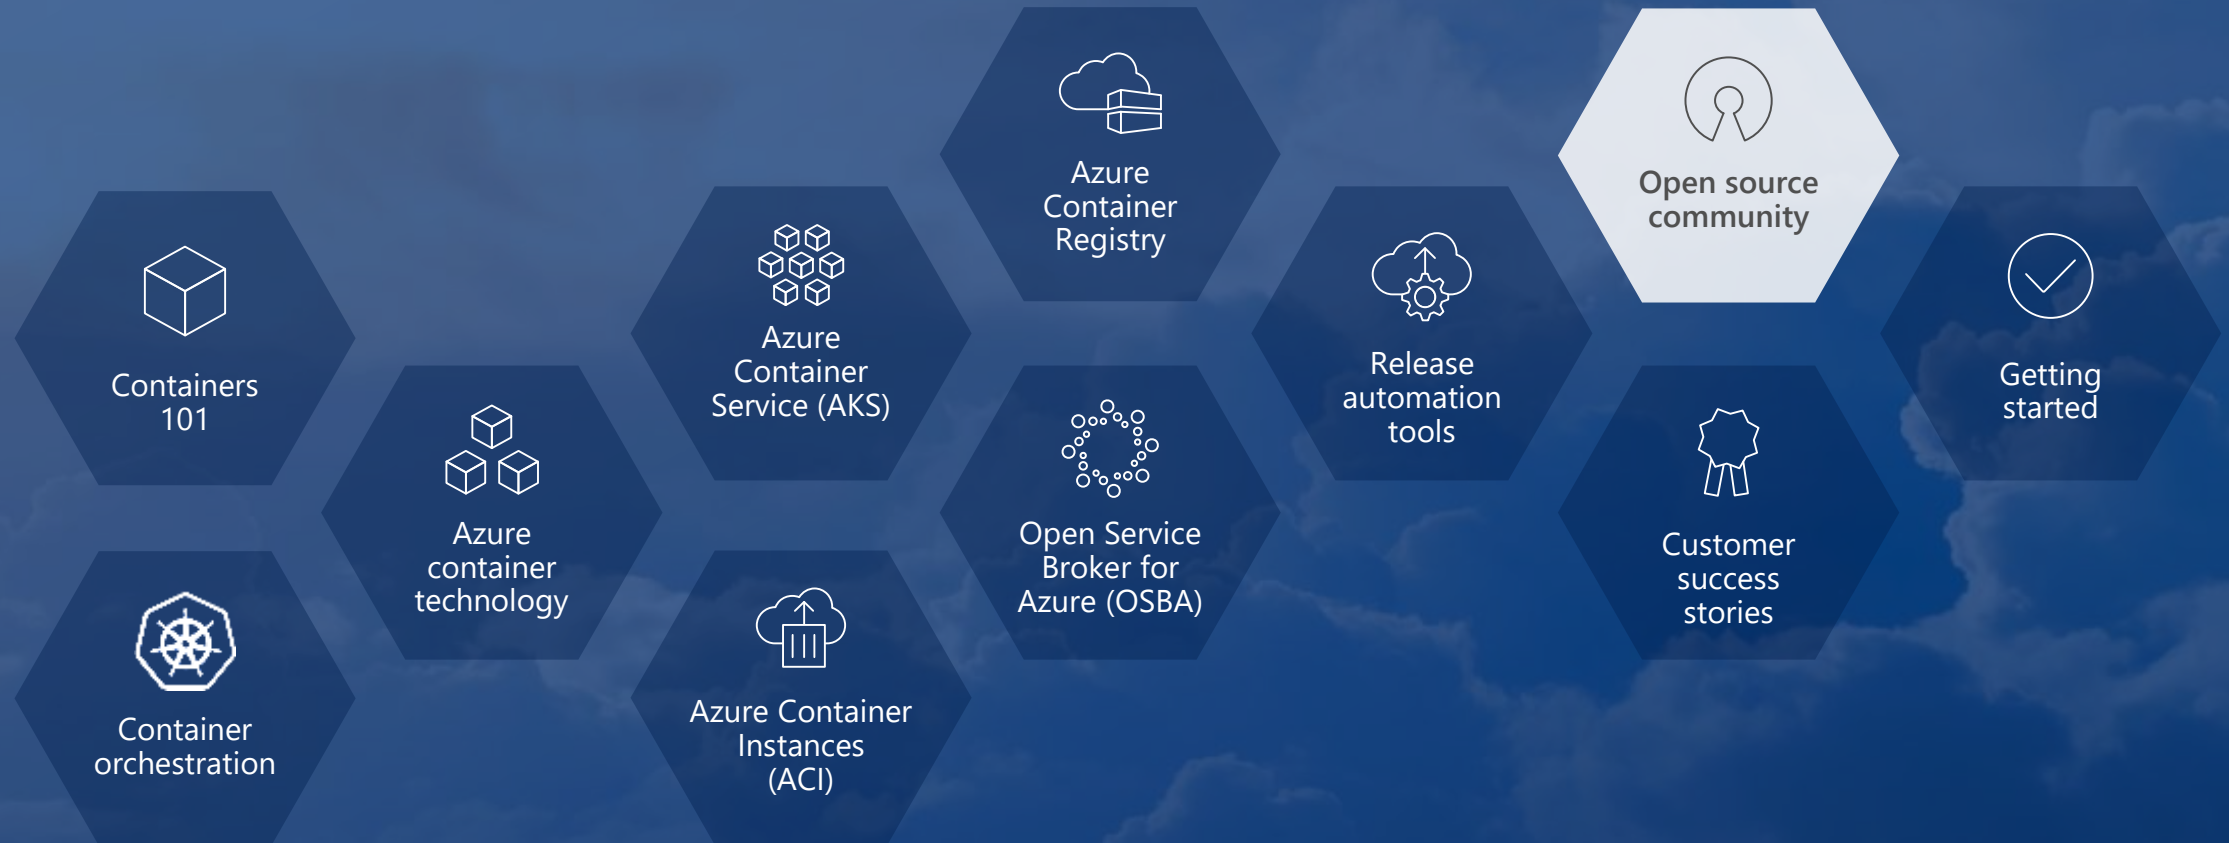 Containers
101
Container
orchestration
Azure
container
technology
Azure
Container
Service (AKS)
Azure Container
Instances
(ACI)
Azure
Container
Registry
Open Service
Broker for
Azure (OSBA)
Release
automation
tools
Open source
community
Customer
success
stories
Getting
started